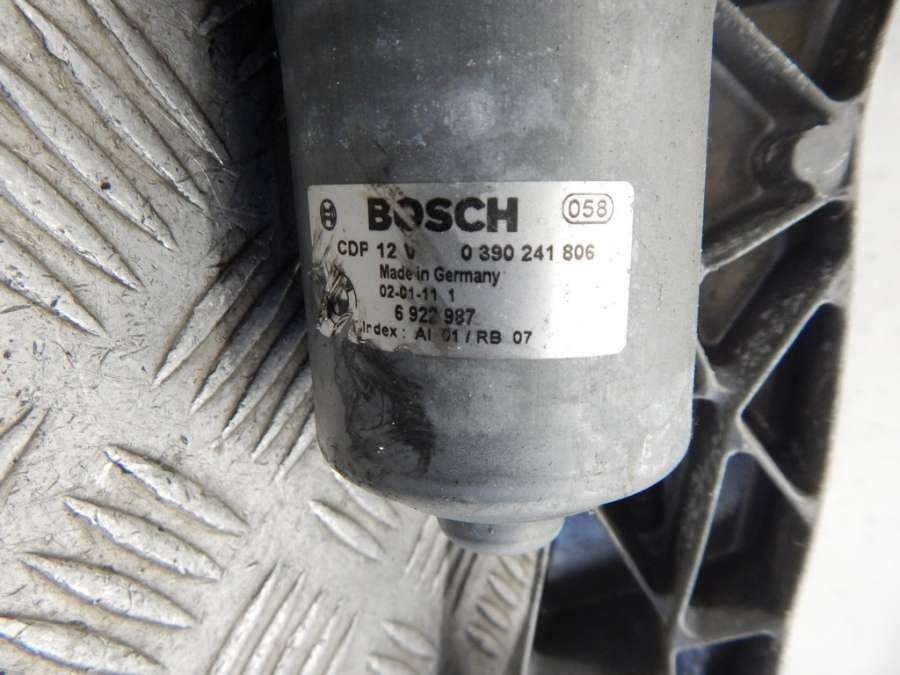 BOSCH 058
CDP 12 V 0 390 241 806
Made in Germany
02-01-11 1
6 922 987
Index: AI 01 / RB 07